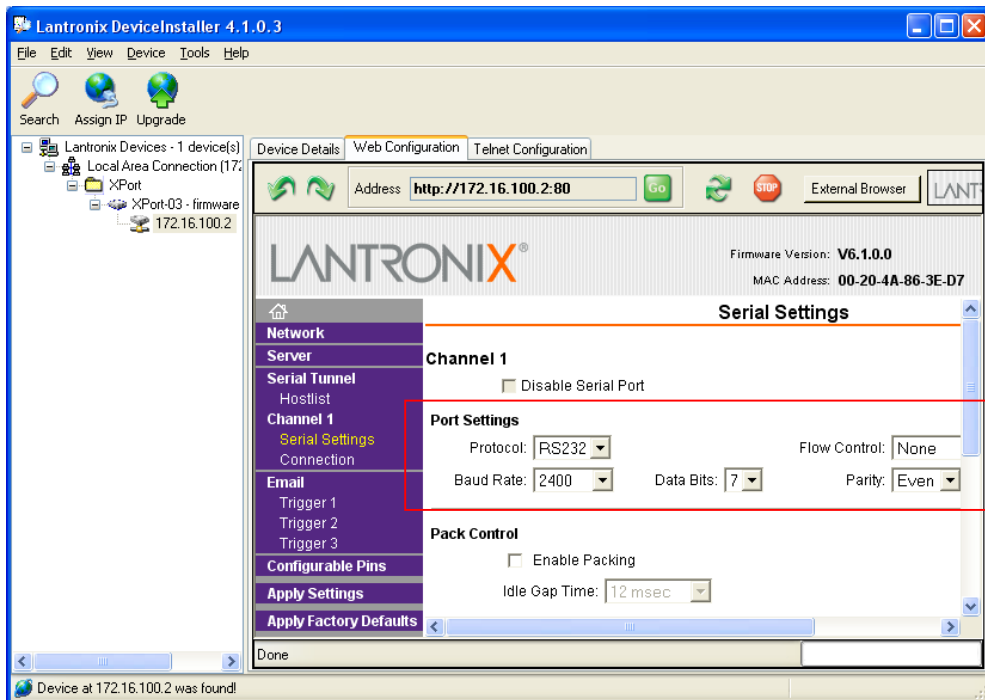 Lantronix DeviceInstaller 4.1.0.3
File Edit View Device Tools Help
Search Assign IP Upgrade
Lantronix Devices - 1 device(s)
Local Area Connection (172
XPort
XPort-03 - firmware
172.16.100.2
Device Details Web Configuration Telnet Configuration
Address http://172.16.100.2:80 Go STOP External Browser LANT
LANTRONIX®
Firmware Version: V6.1.0.0
MAC Address: 00-20-4A-86-3E-D7
Network
Server
Serial Tunnel
Hostlist
Channel 1
Serial Settings
Connection
Email
Trigger 1
Trigger 2
Trigger 3
Configurable Pins
Apply Settings
Apply Factory Defaults
Serial Settings
Channel 1
Disable Serial Port
Port Settings
Protocol: RS232 Flow Control: None
Baud Rate: 2400 Data Bits: 7 Parity: Even
Pack Control
Enable Packing
Idle Gap Time: 12 msec
Done
Device at 172.16.100.2 was found!